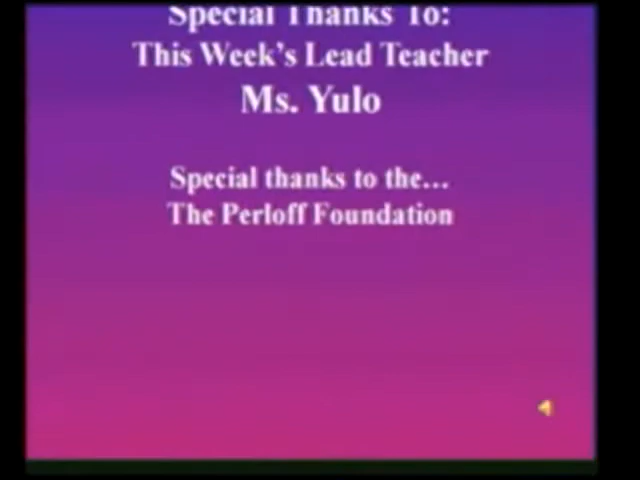 Special Thanks To:
This Week's Lead Teacher
Ms. Yulo
Special thanks to the...
The Perloff Foundation